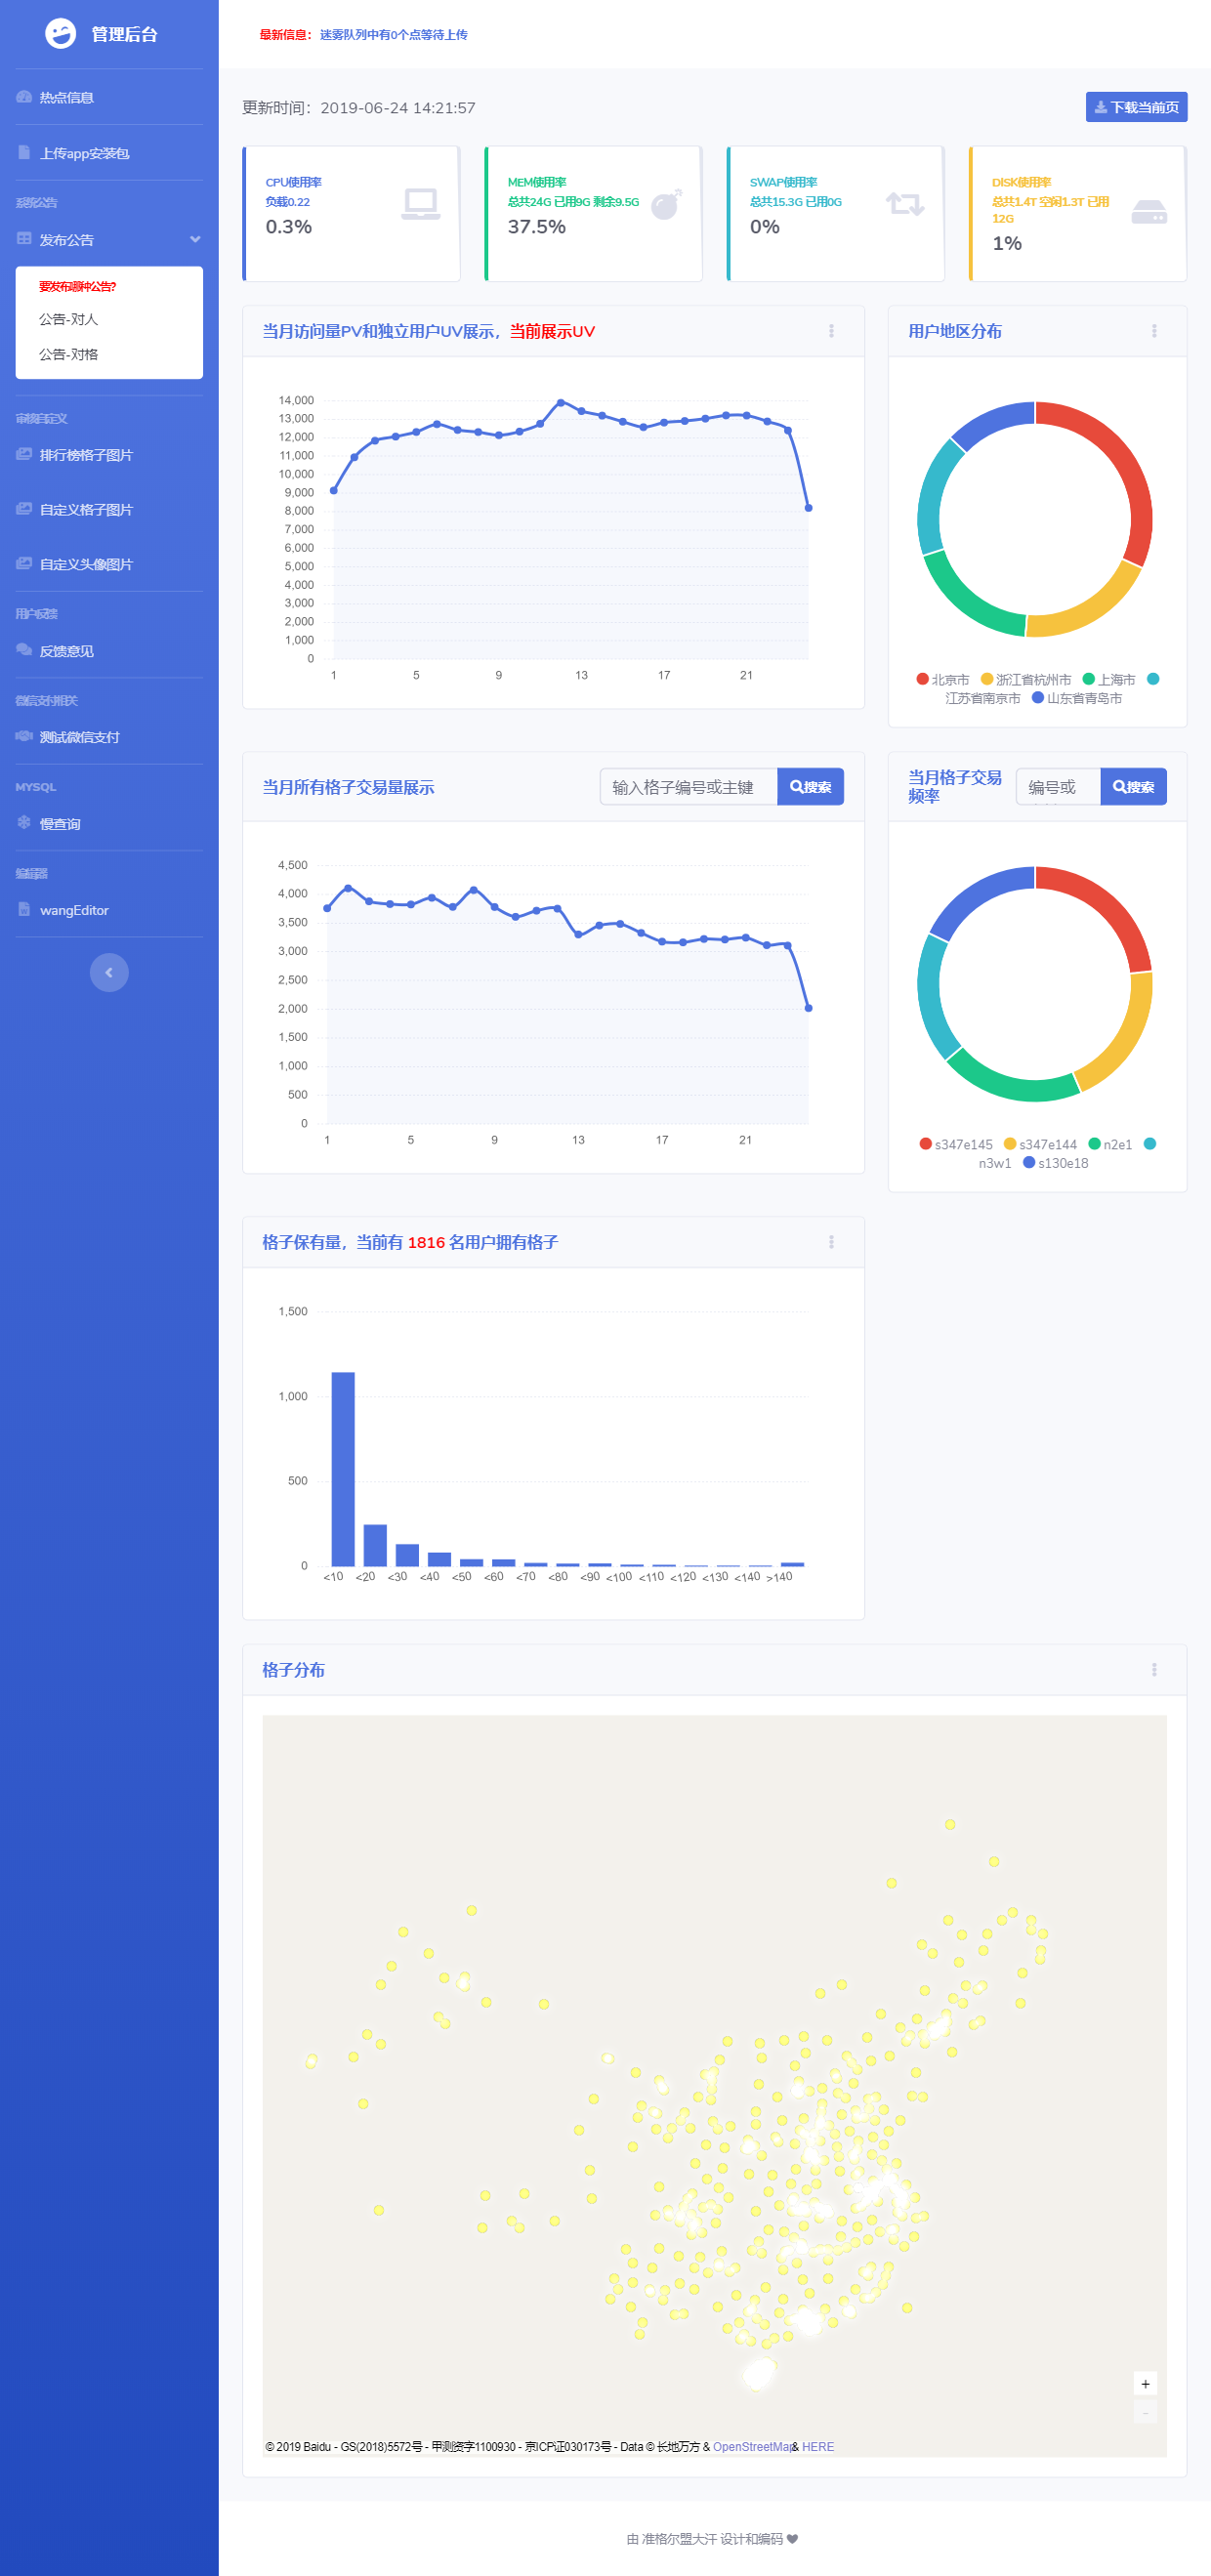 管理后台
热点信息
上传app安装包
系统公告
发布公告
要发布哪种公告?
公告-对人
公告-对格
审核自定义
排行榜格子图片
自定义格子图片
自定义头像图片
用户反馈
反馈意见
微信支付相关
测试微信支付
MYSQL
慢查询
编辑器
wangEditor
最新信息： 迷雾队列中有0个点等待上传
更新时间：2019-06-24 14:21:57
下载当前页
CPU使用率
负载0.22
0.3%
MEM使用率
总共24G 已用9G 剩余9.5G
37.5%
SWAP使用率
总共15.3G 已用0G
0%
DISK使用率
总共1.4T 空闲1.3T 已用
12G
1%
当月访问量PV和独立用户UV展示，当前展示UV
14,000
13,000
12,000
11,000
10,000
9,000
8,000
7,000
6,000
5,000
4,000
3,000
2,000
1,000
0
1 5 9 13 17 21
用户地区分布
北京市 浙江省杭州市 上海市
江苏省南京市 山东省青岛市
当月所有格子交易量展示
输入格子编号或主键
搜索
4,500
4,000
3,500
3,000
2,500
2,000
1,500
1,000
500
0
1 5 9 13 17 21
当月格子交易
频率
编号或
搜索
s347e145 s347e144 n2e1
n3w1 s130e18
格子保有量，当前有 1816 名用户拥有格子
1,500
1,000
500
0
<10 <20 <30 <40 <50 <60 <70 <80 <90 <100 <110 <120 <130 <140 >140
格子分布
+
-
© 2019 Baidu - GS(2018)5572号 - 甲测资字1100930 - 京ICP证030173号 - Data © 长地万方 & OpenStreetMap & HERE
由 准格尔盟大汗 设计和编码